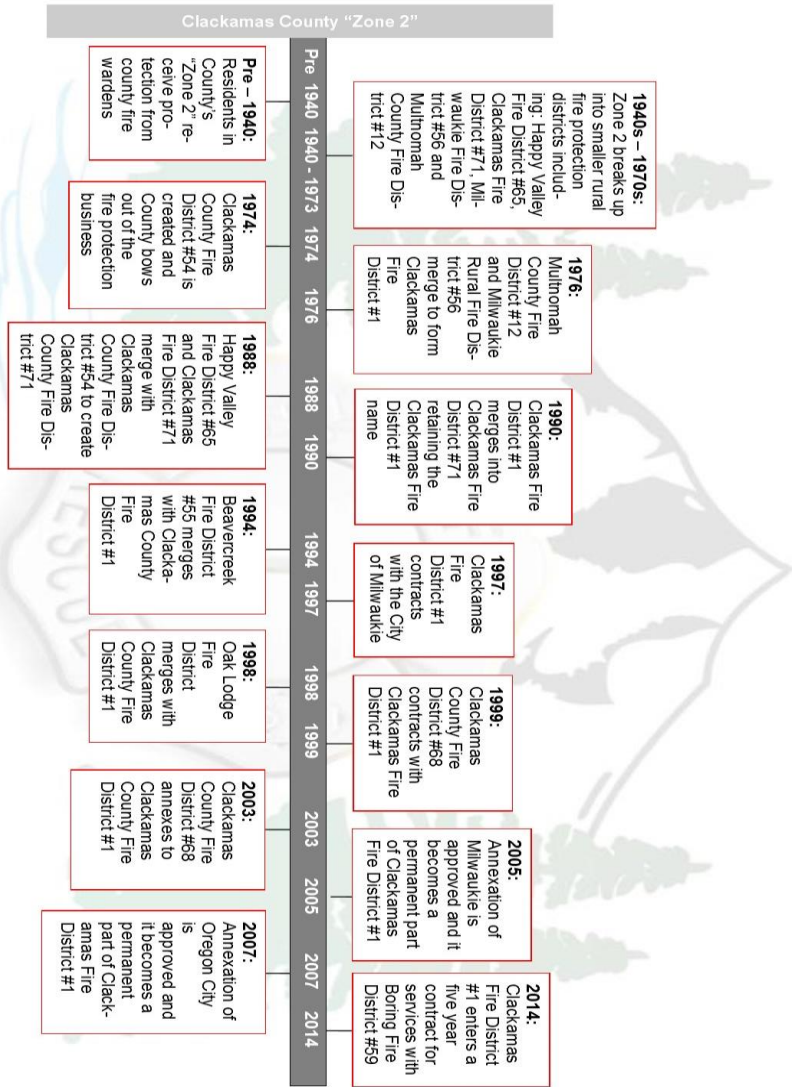 Clackamas County “Zone 2”
1940s – 1970s:
Zone 2 breaks up
into smaller rural
fire protection
districts includ-
ing: Happy Valley
Fire District #65,
Clackamas Fire
District #71, Mil-
waukie Fire Dis-
trict #56 and
Multnomah
County Fire Dis-
trict #12
1976:
Multnomah
County Fire
District #12
and Milwaukie
Rural Fire Dis-
trict #56
merge to form
Clackamas
Fire
District #1
1990:
Clackamas Fire
District #1
merges into
Clackamas Fire
District #71
retaining the
Clackamas Fire
District #1
name
1997:
Clackamas
Fire
District #1
contracts
with the City
of Milwaukie
1999:
Clackamas
County Fire
District #68
contracts with
Clackamas Fire
District #1
2005:
Annexation of
Milwaukie is
approved and it
becomes a
permanent part
of Clackamas
Fire District #1
2014:
Clackamas
Fire District
#1 enters a
five year
contract for
services with
Boring Fire
District #59
Pre 1940 1940 - 1973 1974 1976 1988 1990 1994 1997 1998 1999 2003 2005 2007 2014
Pre – 1940:
Residents in
County’s
“Zone 2” re-
ceive pro-
tection from
county fire
wardens
1974:
Clackamas
County Fire
District #54 is
created and
County bows
out of the
fire protection
business
1988:
Happy Valley
Fire District #65
and Clackamas
Fire District #71
merge with
Clackamas
County Fire Dis-
trict #54 to create
Clackamas
County Fire Dis-
trict #71
1994:
Beavercreek
Fire District
#55 merges
with Clacka-
mas County
Fire
District #1
1998:
Oak Lodge
Fire
District
merges with
Clackamas
County Fire
District #1
2003:
Clackamas
County Fire
District #68
annexes to
Clackamas
County Fire
District #1
2007:
Annexation of
Oregon City
is
approved and
it becomes a
permanent
part of Clack-
amas Fire
District #1
RESCUE